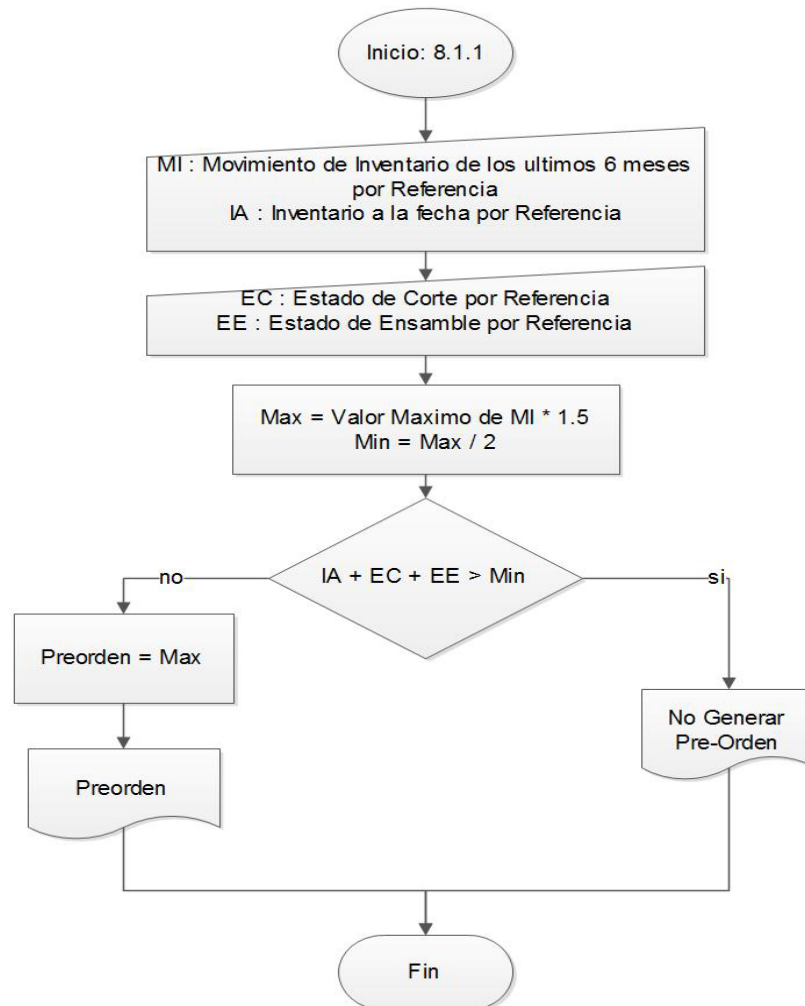 Inicio: 8.1.1
MI : Movimiento de Inventario de los ultimos 6 meses
por Referencia
IA : Inventario a la fecha por Referencia
EC : Estado de Corte por Referencia
EE : Estado de Ensamble por Referencia
Max = Valor Maximo de MI * 1.5
Min = Max / 2
IA + EC + EE > Min
no
si
Preorden = Max
No Generar
Pre-Orden
Preorden
Fin